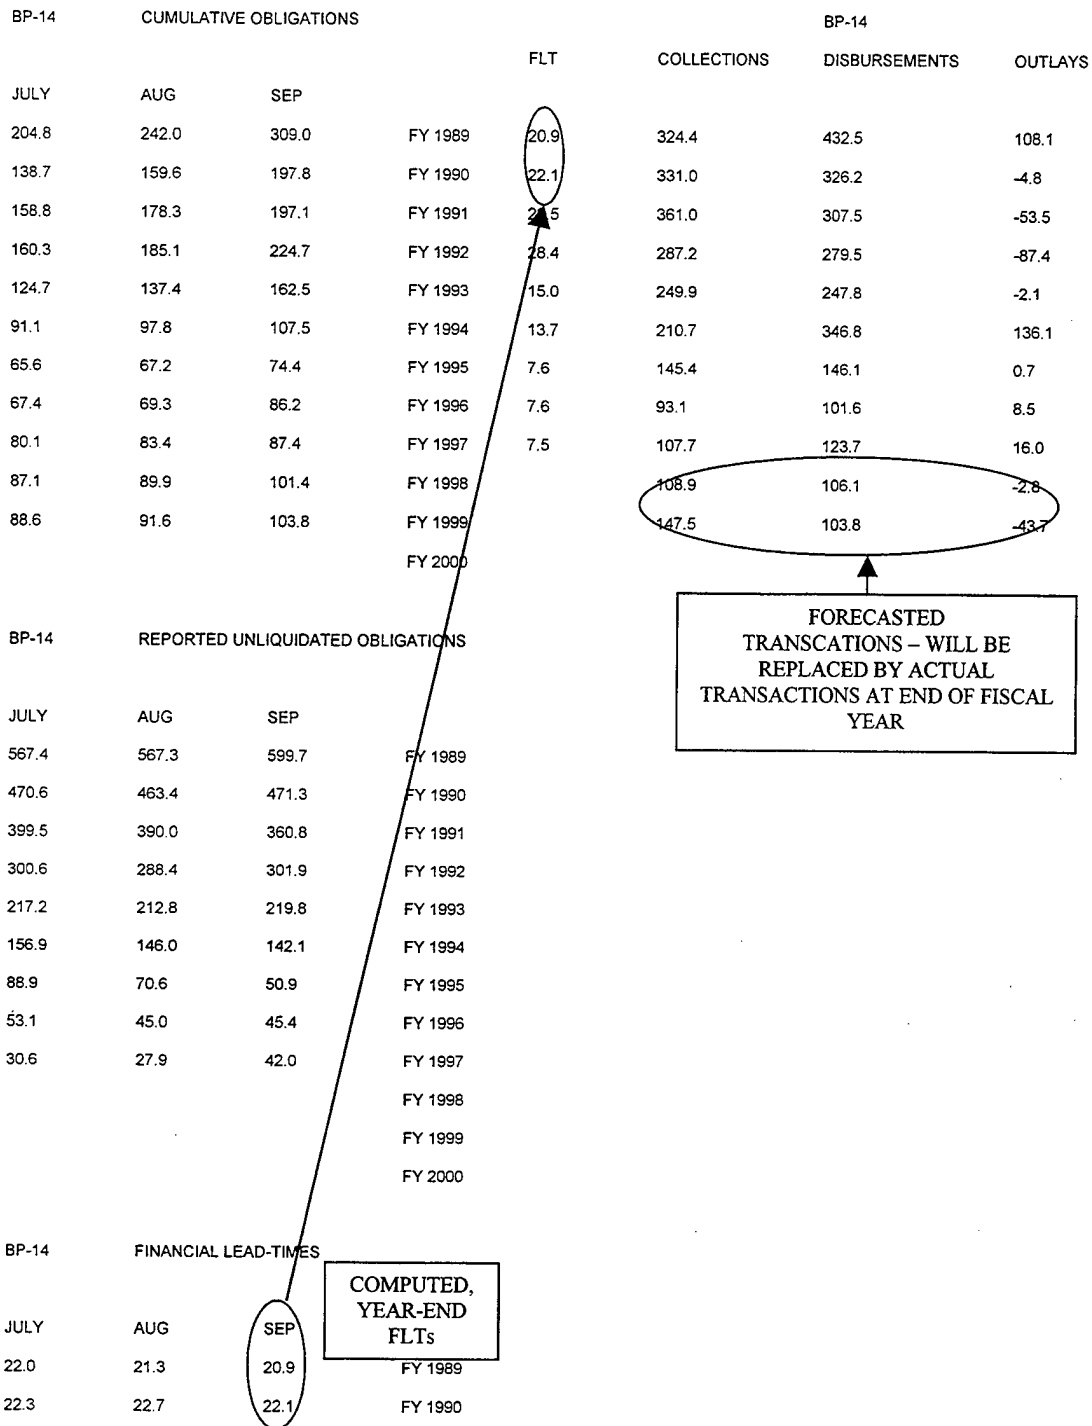 BP-14 CUMULATIVE OBLIGATIONS BP-14
FLT COLLECTIONS DISBURSEMENTS OUTLAYS
JULY AUG SEP
204.8 242.0 309.0 FY 1989 20.9 324.4 432.5 108.1
138.7 159.6 197.8 FY 1990 22.1 331.0 326.2 -4.8
158.8 178.3 197.1 FY 1991 361.0 307.5 -53.5
160.3 185.1 224.7 FY 1992 28.4 287.2 279.5 -87.4
124.7 137.4 162.5 FY 1993 15.0 249.9 247.8 -2.1
91.1 97.8 107.5 FY 1994 13.7 210.7 346.8 136.1
65.6 67.2 74.4 FY 1995 7.6 145.4 146.1 0.7
67.4 69.3 86.2 FY 1996 7.6 93.1 101.6 8.5
80.1 83.4 87.4 FY 1997 7.5 107.7 123.7 16.0
87.1 89.9 101.4 FY 1998 108.9 106.1 -2.8
88.6 91.6 103.8 FY 1999 147.5 103.8 -43.7
FY 2000
FORECASTED
TRANSCATIONS – WILL BE
REPLACED BY ACTUAL
TRANSACTIONS AT END OF FISCAL
YEAR
BP-14 REPORTED UNLIQUIDATED OBLIGATIONS
JULY AUG SEP
567.4 567.3 599.7 FY 1989
470.6 463.4 471.3 FY 1990
399.5 390.0 360.8 FY 1991
300.6 288.4 301.9 FY 1992
217.2 212.8 219.8 FY 1993
156.9 146.0 142.1 FY 1994
88.9 70.6 50.9 FY 1995
53.1 45.0 45.4 FY 1996
30.6 27.9 42.0 FY 1997
FY 1998
FY 1999
FY 2000
BP-14 FINANCIAL LEAD-TIMES
COMPUTED,
YEAR-END
FLTs
JULY AUG SEP
22.0 21.3 20.9 FY 1989
22.3 22.7 22.1 FY 1990